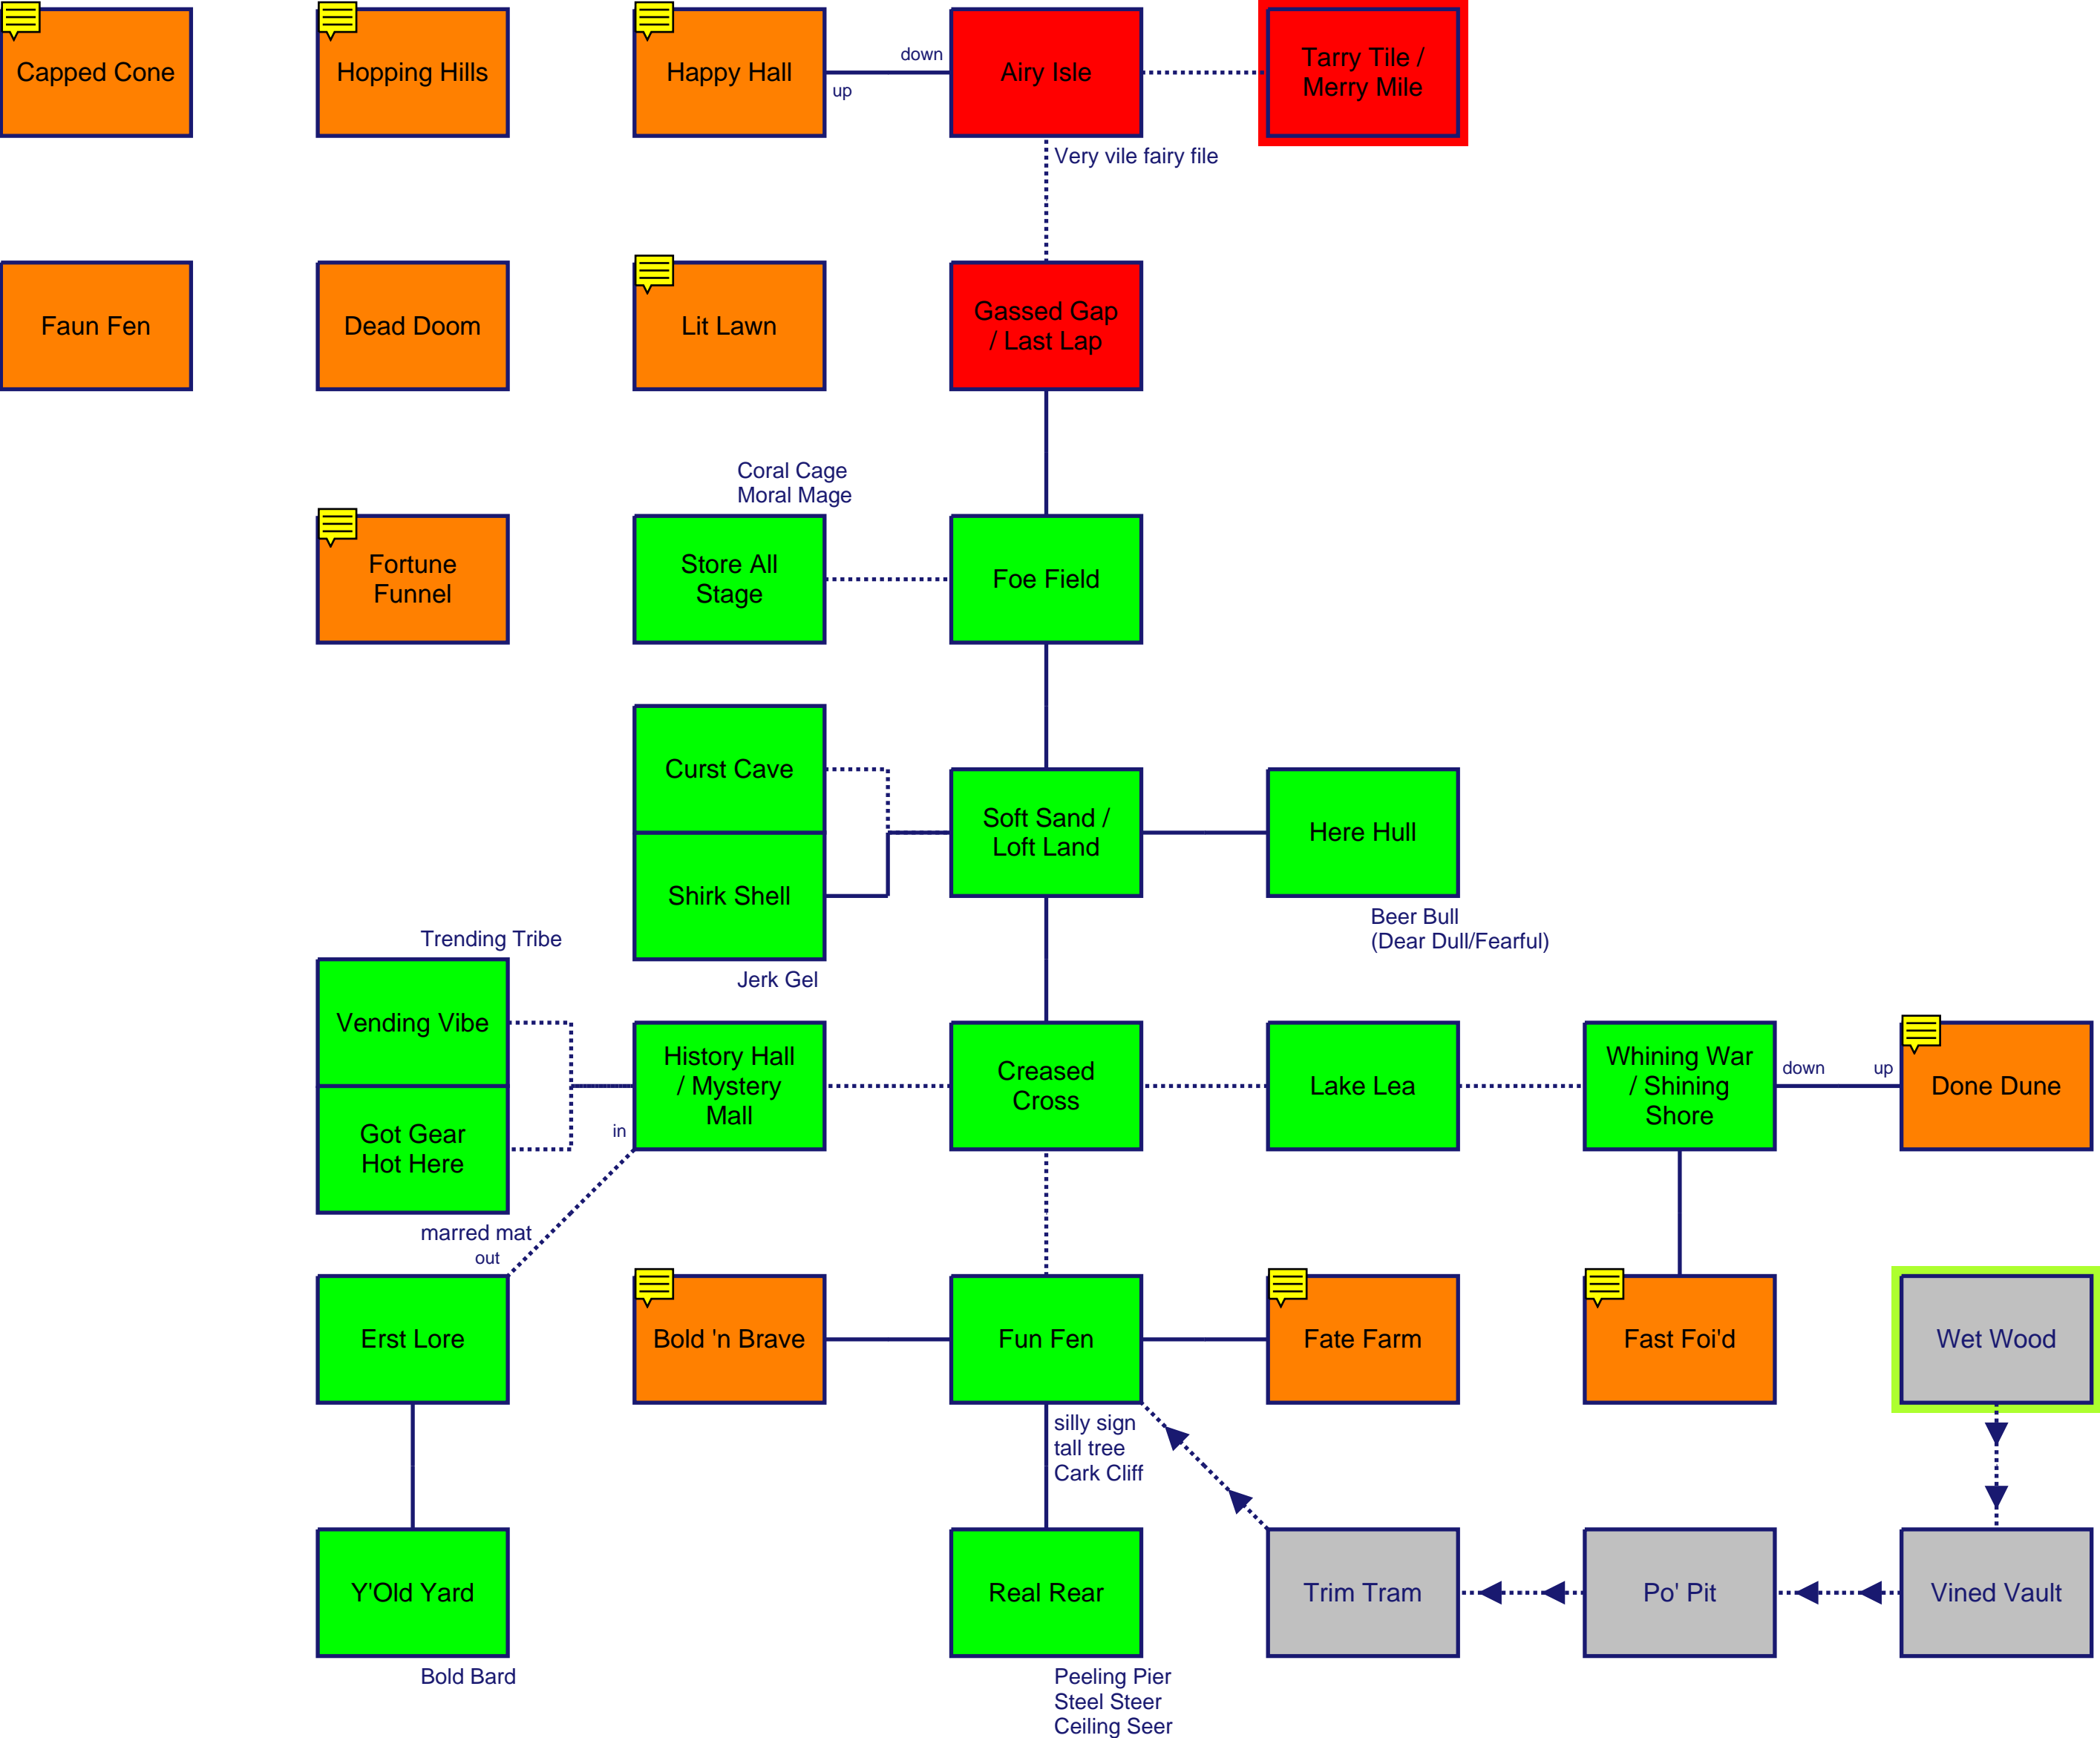 Capped Cone
Hopping Hills
Happy Hall
down
up
Airy Isle
Tarry Tile /
Merry Mile
Very vile fairy file
Faun Fen
Dead Doom
Lit Lawn
Gassed Gap
/ Last Lap
Coral Cage
Moral Mage
Fortune
Funnel
Store All
Stage
Foe Field
Curst Cave
Soft Sand /
Loft Land
Here Hull
Shirk Shell
Beer Bull
(Dear Dull/Fearful)
Trending Tribe
Jerk Gel
Vending Vibe
History Hall
/ Mystery
Mall
Creased
Cross
Lake Lea
Whining War
/ Shining
Shore
down
up
Done Dune
Got Gear
Hot Here
in
marred mat
out
Erst Lore
Bold 'n Brave
Fun Fen
Fate Farm
Fast Foi'd
Wet Wood
silly sign
tall tree
Cark Cliff
Y'Old Yard
Real Rear
Trim Tram
Po' Pit
Vined Vault
Bold Bard
Peeling Pier
Steel Steer
Ceiling Seer